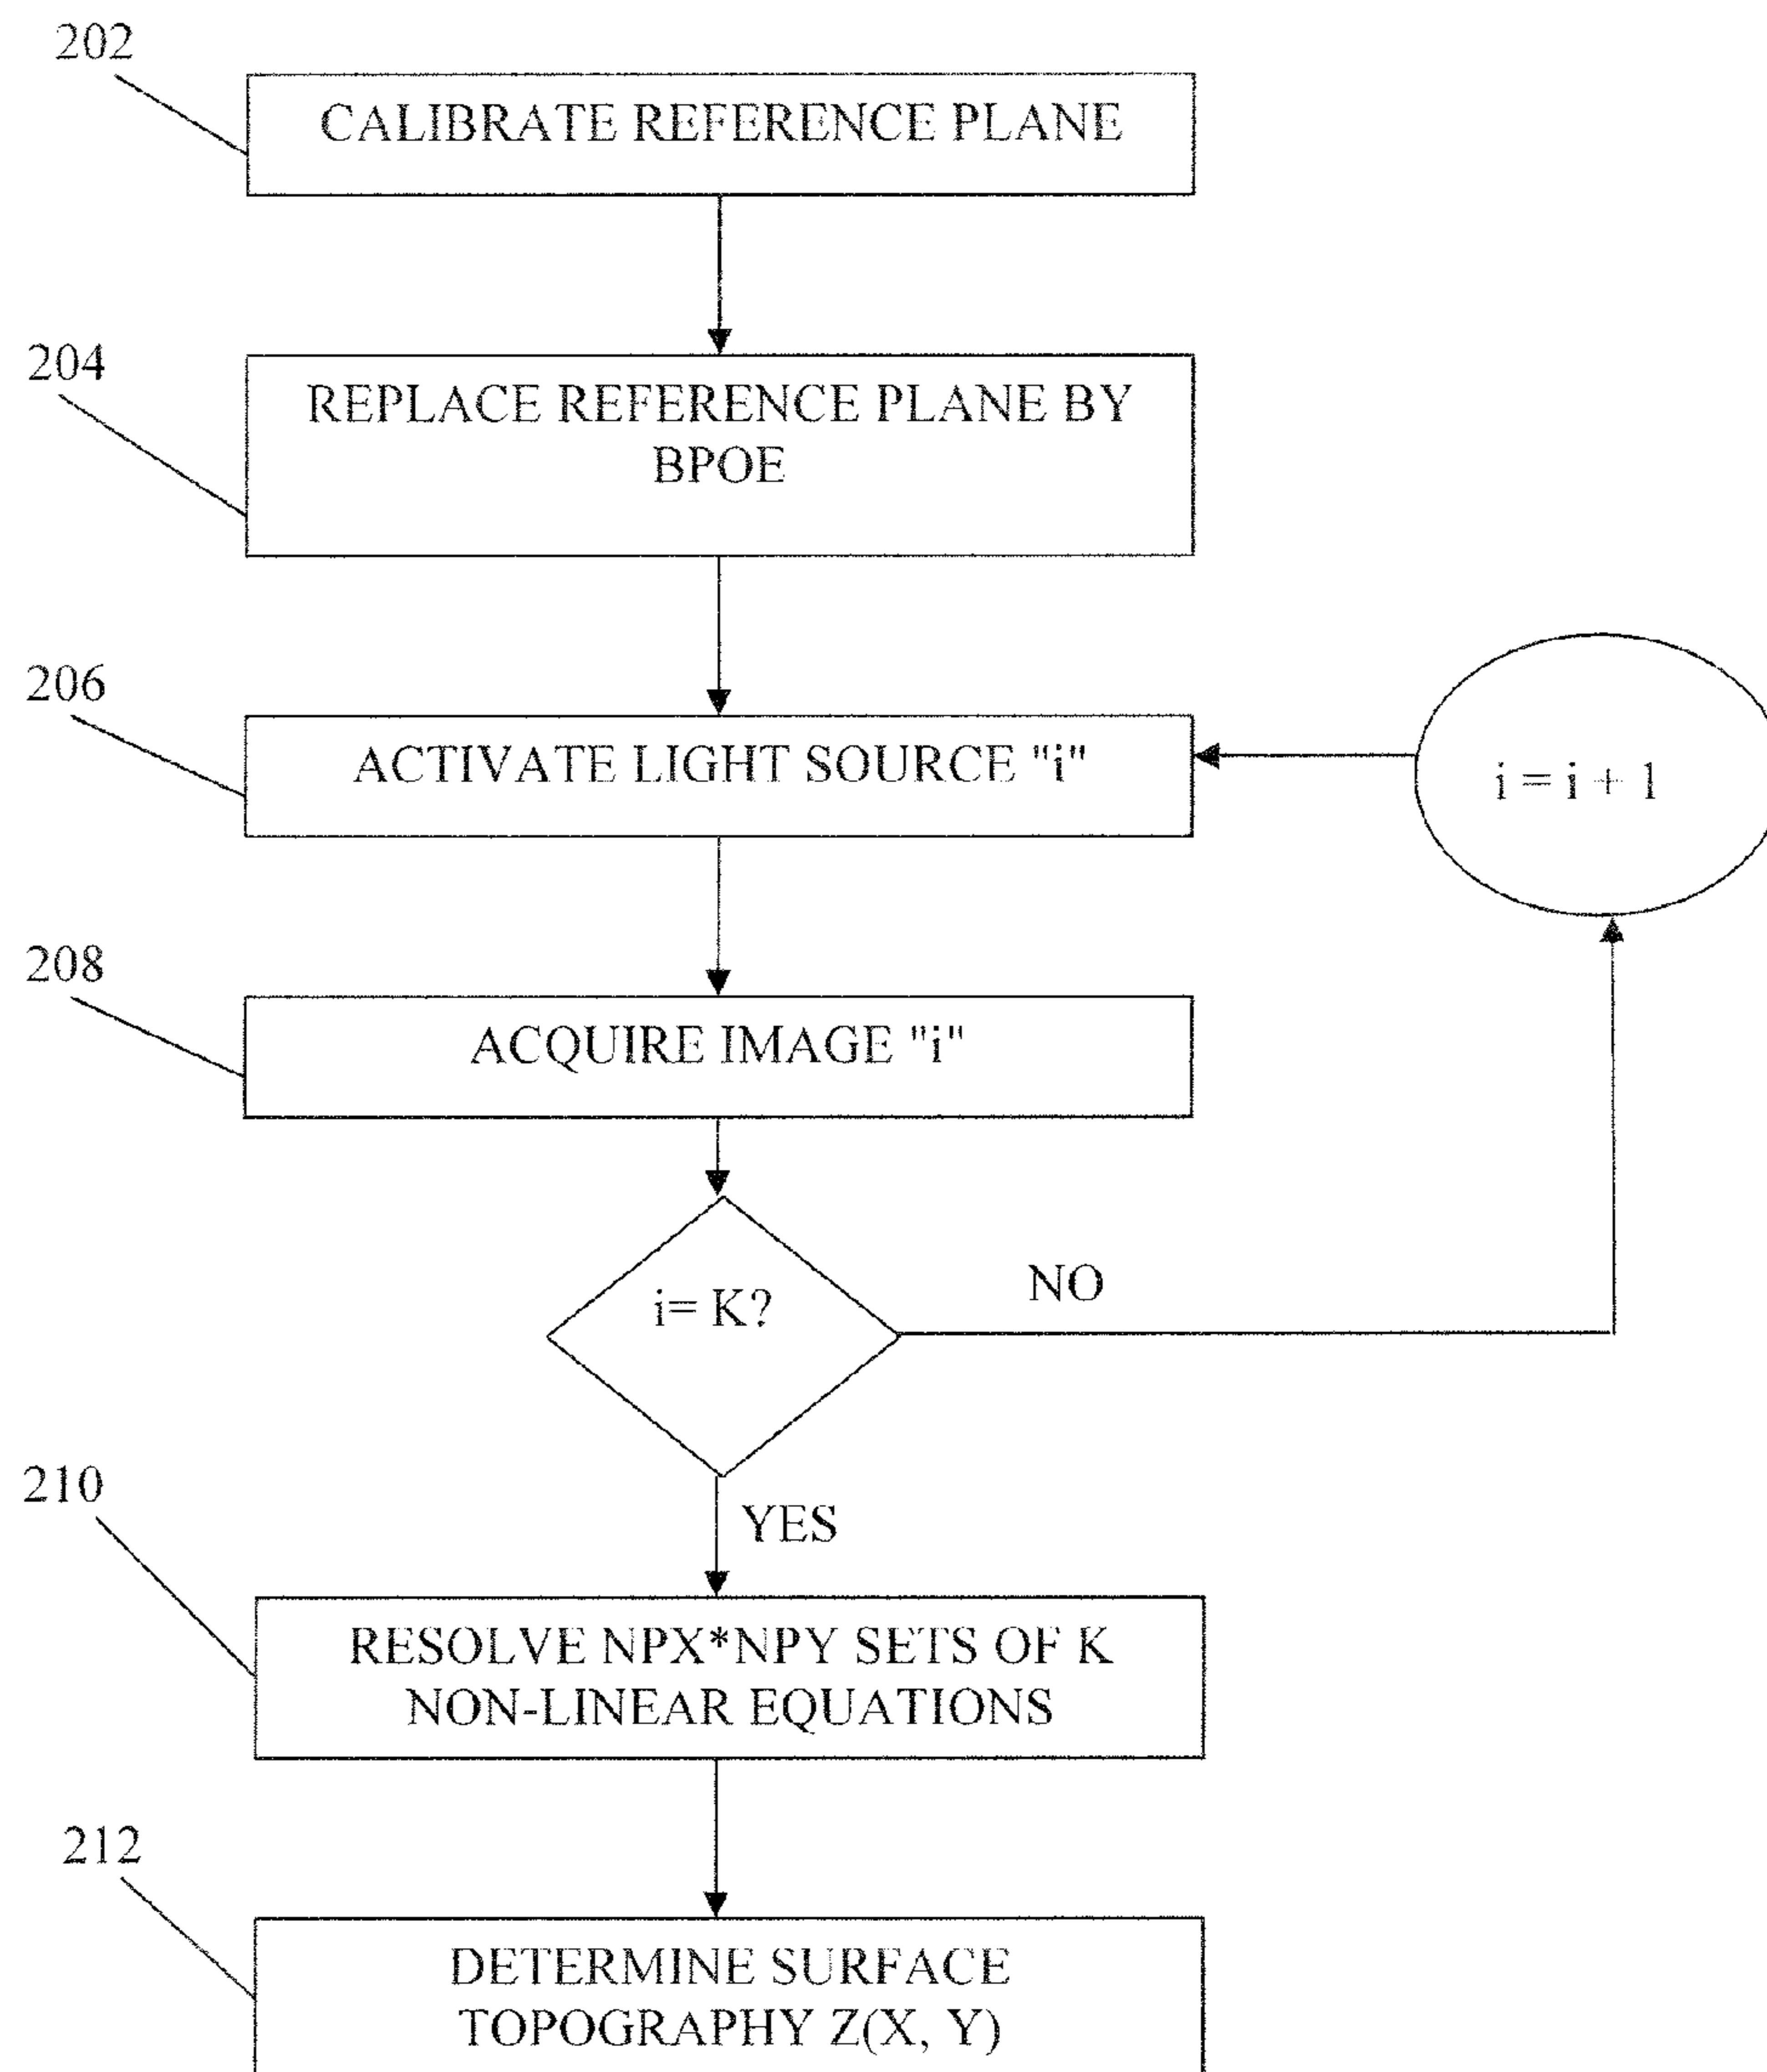 202
CALIBRATE REFERENCE PLANE
204
REPLACE REFERENCE PLANE BY
BPOE
206
ACTIVATE LIGHT SOURCE "i"
i = i + 1
208
ACQUIRE IMAGE "i"
i= K?
NO
YES
210
RESOLVE NPX*NPY SETS OF K
NON-LINEAR EQUATIONS
212
DETERMINE SURFACE
TOPOGRAPHY Z(X, Y)